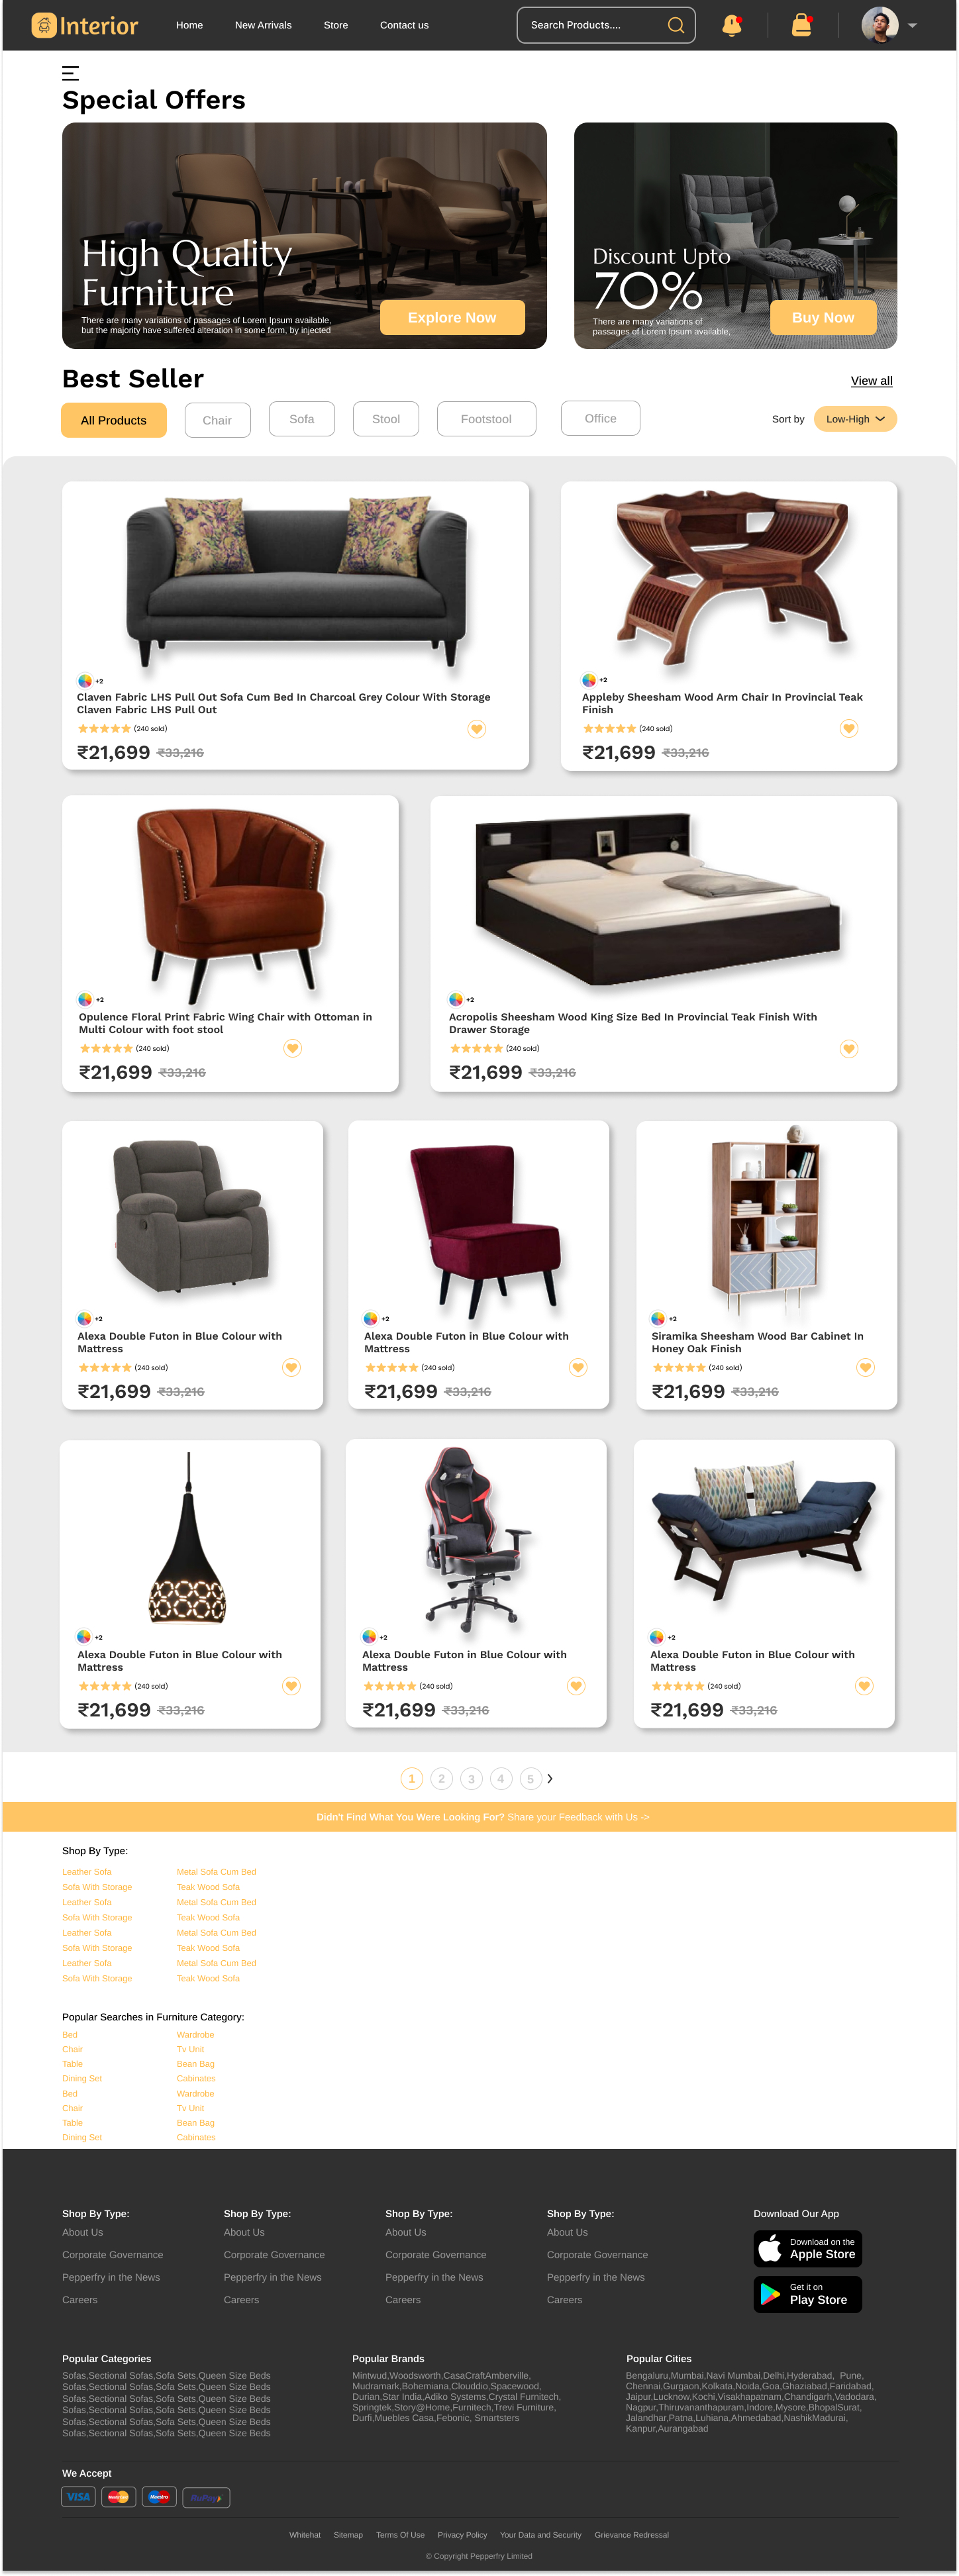 Interior
Home
New Arrivals
Store
Contact us
Search Products....
Special Offers
High Quality
Furniture
There are many variations of passages of Lorem Ipsum available,
but the majority have suffered alteration in some form, by injected
Explore Now
Discount Upto
70%
There are many variations of
passages of Lorem Ipsum available,
Buy Now
Best Seller
View all
All Products
Chair
Sofa
Stool
Footstool
Office
Sort by
Low-High
+2
Claven Fabric LHS Pull Out Sofa Cum Bed In Charcoal Grey Colour With Storage
Claven Fabric LHS Pull Out
(240 sold)
₹21,699 ₹33,216
+2
Appleby Sheesham Wood Arm Chair In Provincial Teak
Finish
(240 sold)
₹21,699 ₹33,216
+2
Opulence Floral Print Fabric Wing Chair with Ottoman in
Multi Colour with foot stool
(240 sold)
₹21,699 ₹33,216
+2
Acropolis Sheesham Wood King Size Bed In Provincial Teak Finish With
Drawer Storage
(240 sold)
₹21,699 ₹33,216
+2
Alexa Double Futon in Blue Colour with
Mattress
(240 sold)
₹21,699 ₹33,216
+2
Alexa Double Futon in Blue Colour with
Mattress
(240 sold)
₹21,699 ₹33,216
+2
Siramika Sheesham Wood Bar Cabinet In
Honey Oak Finish
(240 sold)
₹21,699 ₹33,216
+2
Alexa Double Futon in Blue Colour with
Mattress
(240 sold)
₹21,699 ₹33,216
+2
Alexa Double Futon in Blue Colour with
Mattress
(240 sold)
₹21,699 ₹33,216
+2
Alexa Double Futon in Blue Colour with
Mattress
(240 sold)
₹21,699 ₹33,216
1 2 3 4 5
Didn't Find What You Were Looking For? Share your Feedback with Us ->
Shop By Type:
Leather Sofa
Sofa With Storage
Leather Sofa
Sofa With Storage
Leather Sofa
Sofa With Storage
Leather Sofa
Sofa With Storage
Metal Sofa Cum Bed
Teak Wood Sofa
Metal Sofa Cum Bed
Teak Wood Sofa
Metal Sofa Cum Bed
Teak Wood Sofa
Metal Sofa Cum Bed
Teak Wood Sofa
Popular Searches in Furniture Category:
Bed
Chair
Table
Dining Set
Bed
Chair
Table
Dining Set
Wardrobe
Tv Unit
Bean Bag
Cabinates
Wardrobe
Tv Unit
Bean Bag
Cabinates
Shop By Type:
About Us
Corporate Governance
Pepperfry in the News
Careers
Shop By Type:
About Us
Corporate Governance
Pepperfry in the News
Careers
Shop By Type:
About Us
Corporate Governance
Pepperfry in the News
Careers
Shop By Type:
About Us
Corporate Governance
Pepperfry in the News
Careers
Download Our App
Download on the
Apple Store
Get it on
Play Store
Popular Categories
Sofas,Sectional Sofas,Sofa Sets,Queen Size Beds
Sofas,Sectional Sofas,Sofa Sets,Queen Size Beds
Sofas,Sectional Sofas,Sofa Sets,Queen Size Beds
Sofas,Sectional Sofas,Sofa Sets,Queen Size Beds
Sofas,Sectional Sofas,Sofa Sets,Queen Size Beds
Sofas,Sectional Sofas,Sofa Sets,Queen Size Beds
Popular Brands
Mintwud,Woodsworth,CasaCraftAmberville,
Mudramark,Bohemiana,Clouddio,Spacewood,
Durian,Star India,Adiko Systems,Crystal Furnitech,
Springtek,Story@Home,Furnitech,Trevi Furniture,
Durfi,Muebles Casa,Febonic, Smartsters
Popular Cities
Bengaluru,Mumbai,Navi Mumbai,Delhi,Hyderabad, Pune,
Chennai,Gurgaon,Kolkata,Noida,Goa,Ghaziabad,Faridabad,
Jaipur,Lucknow,Kochi,Visakhapatnam,Chandigarh,Vadodara,
Nagpur,Thiruvananthapuram,Indore,Mysore,BhopalSurat,
Jalandhar,Patna,Luhiana,Ahmedabad,NashikMadurai,
Kanpur,Aurangabad
We Accept
VISA
MasterCard
Maestro
RuPay
Whitehat
Sitemap
Terms Of Use
Privacy Policy
Your Data and Security
Grievance Redressal
© Copyright Pepperfry Limited